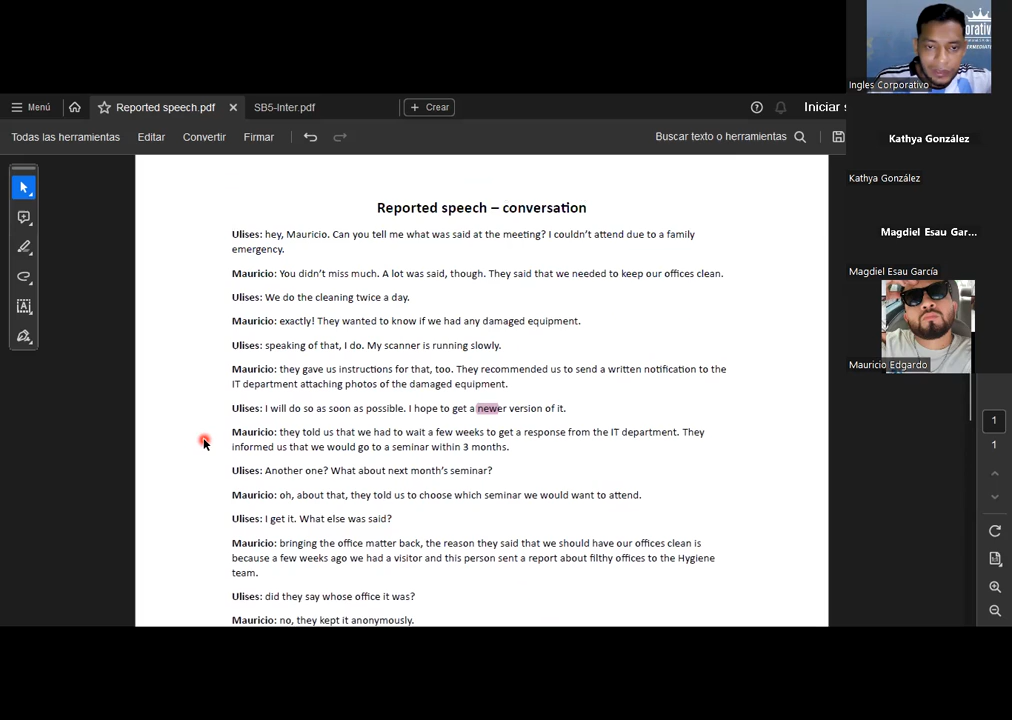 orativ
ERMEDIATE
Ingles Corporativo
Menú
Reported speech.pdf
SB5-Inter.pdf
Crear
Iniciar s
Kathya González
Todas las herramientas
Editar
Convertir
Firmar
Buscar texto o herramientas
Kathya González
Reported speech – conversation
Magdiel Esau Gar...
Ulises: hey, Mauricio. Can you tell me what was said at the meeting? I couldn't attend due to a family
emergency.
Magdiel Esau García
Mauricio: You didn't miss much. A lot was said, though. They said that we needed to keep our offices clean.
Ulises: We do the cleaning twice a day.
Mauricio: exactly! They wanted to know if we had any damaged equipment.
Ulises: speaking of that, I do. My scanner is running slowly.
Mauricio Edgardo
Mauricio: they gave us instructions for that, too. They recommended us to send a written notification to the
IT department attaching photos of the damaged equipment.
Ulises: I will do so as soon as possible. I hope to get a newer version of it.
1
Mauricio: they told us that we had to wait a few weeks to get a response from the IT department. They
informed us that we would go to a seminar within 3 months.
1
Ulises: Another one? What about next month's seminar?
Mauricio: oh, about that, they told us to choose which seminar we would want to attend.
Ulises: I get it. What else was said?
Mauricio: bringing the office matter back, the reason they said that we should have our offices clean is
because a few weeks ago we had a visitor and this person sent a report about filthy offices to the Hygiene
team.
Ulises: did they say whose office it was?
Mauricio: no, they kept it anonymously.